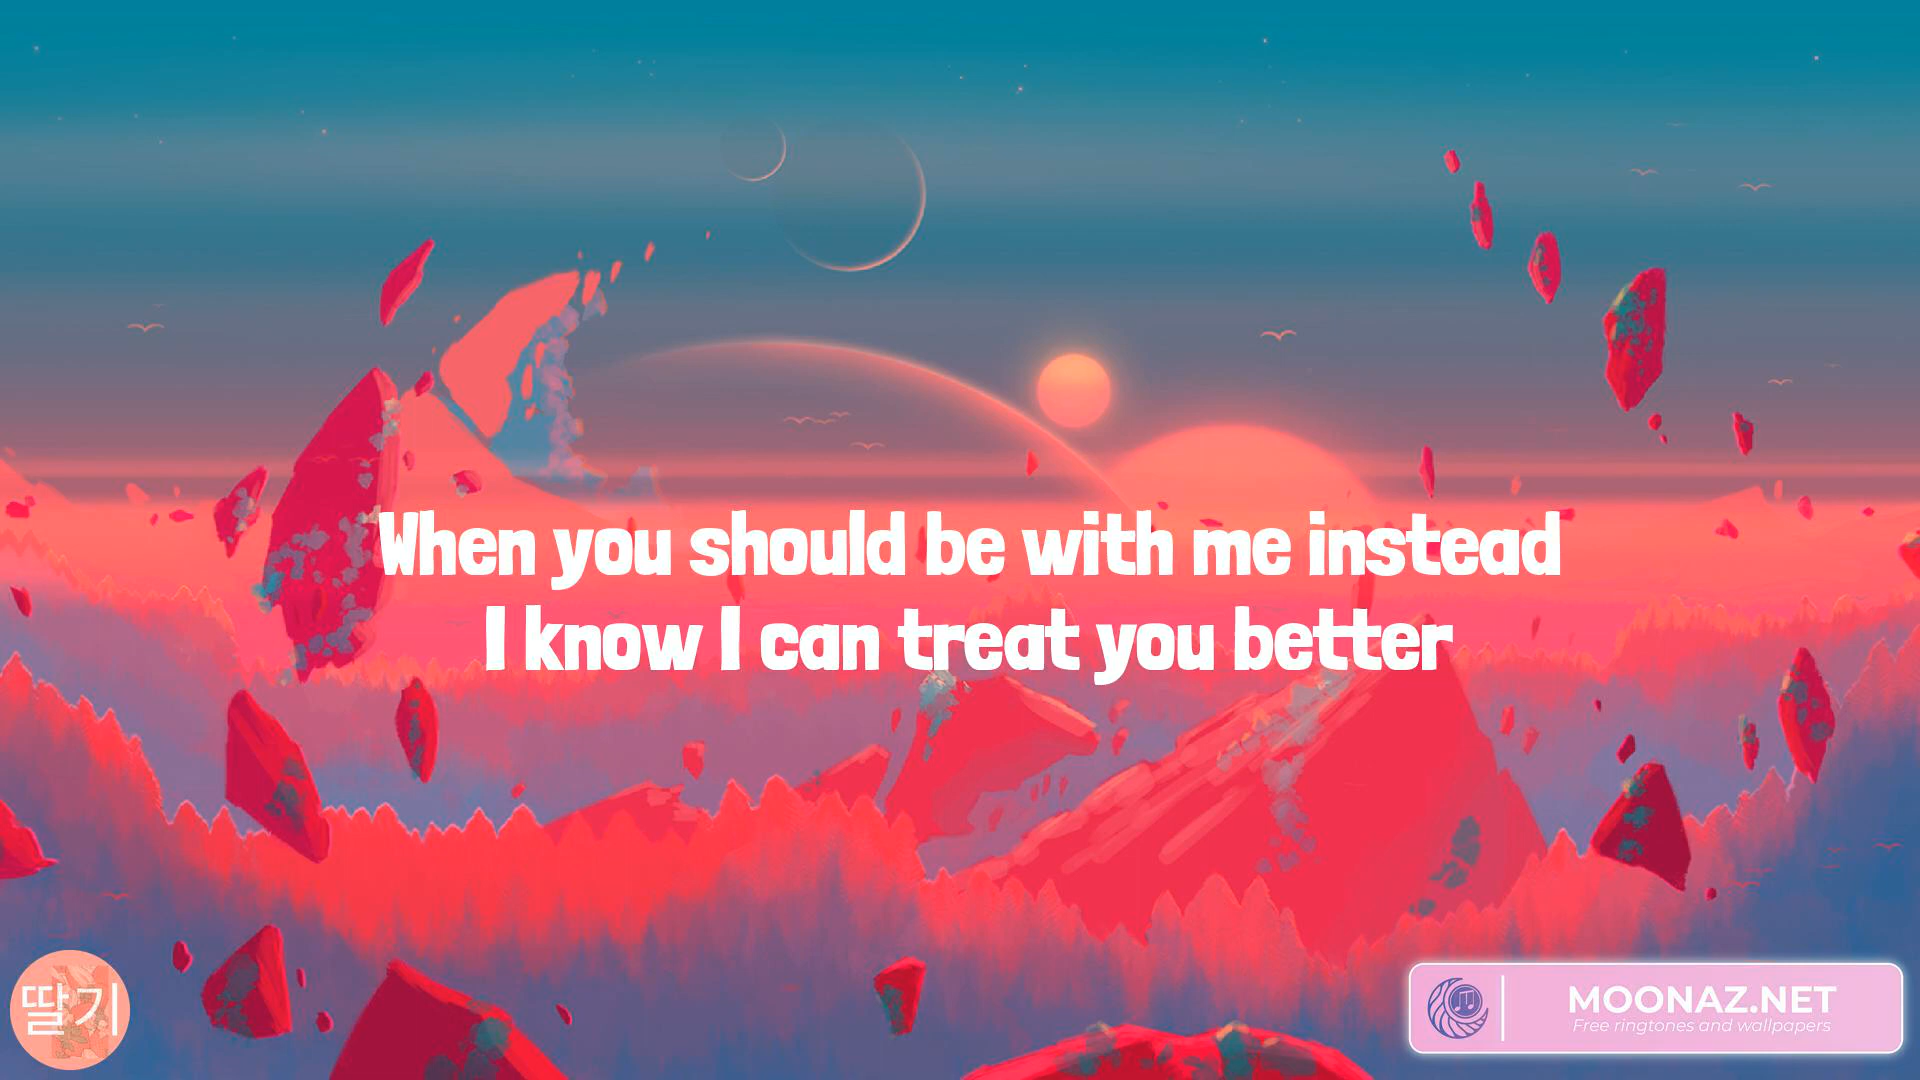 When you should be with me instead
I know I can treat you better
딸기
MOONAZ.NET
Free ringtones and wallpapers